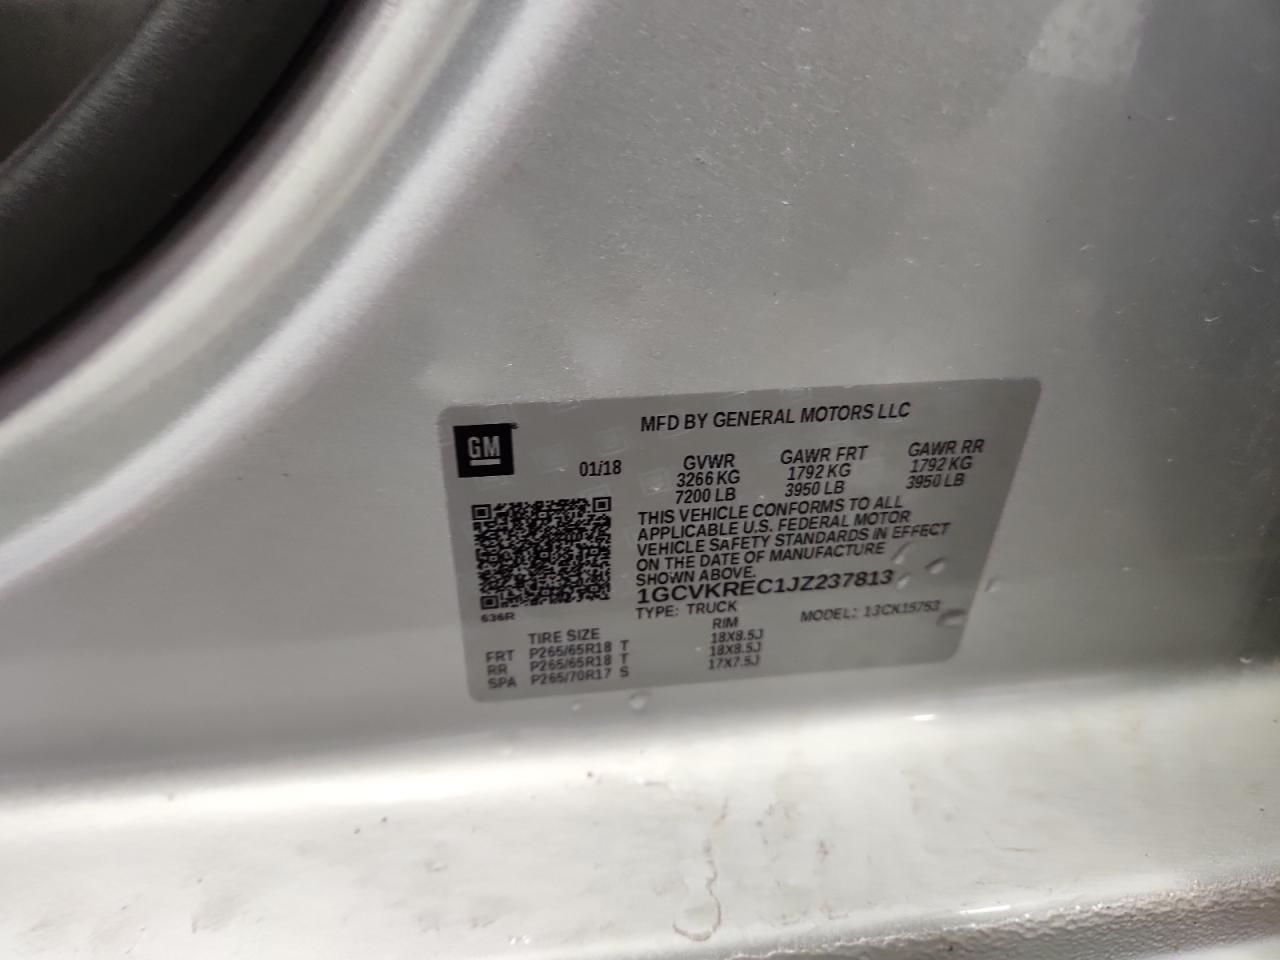 MFD BY GENERAL MOTORS LLC
GM
01/18
GVWR GAWR FRT GAWR RR
3266 KG 1792 KG 1792 KG
7200 LB 3950 LB 3950 LB
THIS VEHICLE CONFORMS TO ALL
APPLICABLE U.S. FEDERAL MOTOR
VEHICLE SAFETY STANDARDS IN EFFECT
ON THE DATE OF MANUFACTURE
SHOWN ABOVE.
1GCVKREC1JZ237813
TYPE: TRUCK MODEL: 13CK15753
636R
TIRE SIZE RIM
FRT P265/65R18 T 18X8.5J
RR P265/65R18 T 18X8.5J
SPA P265/70R17 S 17X7.5J